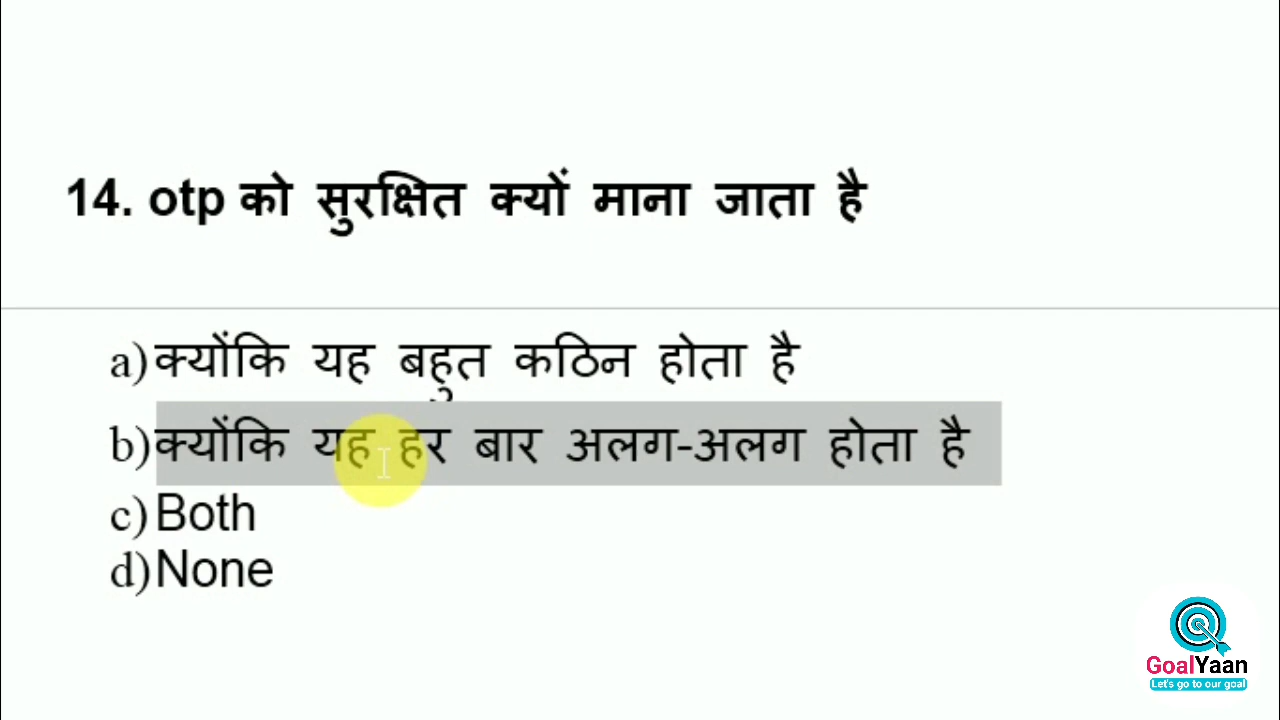 14. otp को सुरक्षित क्यों माना जाता है
a) क्योंकि यह बहुत कठिन होता है
b) क्योंकि यह हर बार अलग-अलग होता है
c) Both
d) None
GoalYaan
Let's go to our goal